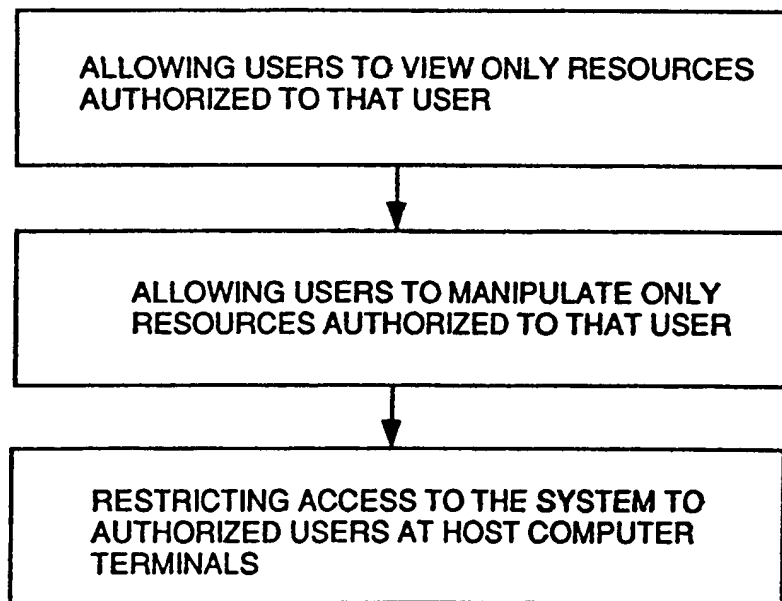 ALLOWING USERS TO VIEW ONLY RESOURCES
AUTHORIZED TO THAT USER
ALLOWING USERS TO MANIPULATE ONLY
RESOURCES AUTHORIZED TO THAT USER
RESTRICTING ACCESS TO THE SYSTEM TO
AUTHORIZED USERS AT HOST COMPUTER
TERMINALS